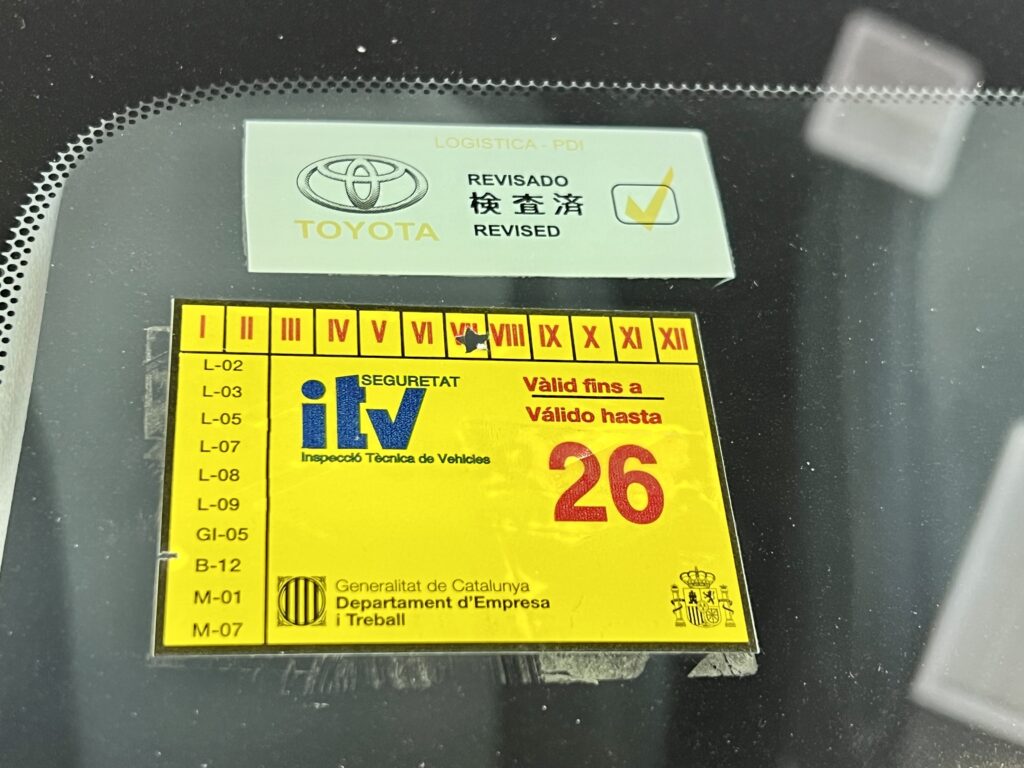 LOGISTICA - PDI
REVISADO
検査済
REVISED
TOYOTA
I II III IV V VI VII VIII IX X XI XII
L-02
L-03
L-05
L-07
L-08
L-09
GI-05
B-12
M-01
M-07
SEGURETAT
itv
Inspecció Tècnica de Vehicles
Vàlid fins a
Válido hasta
26
Generalitat de Catalunya
Departament d'Empresa
i Treball